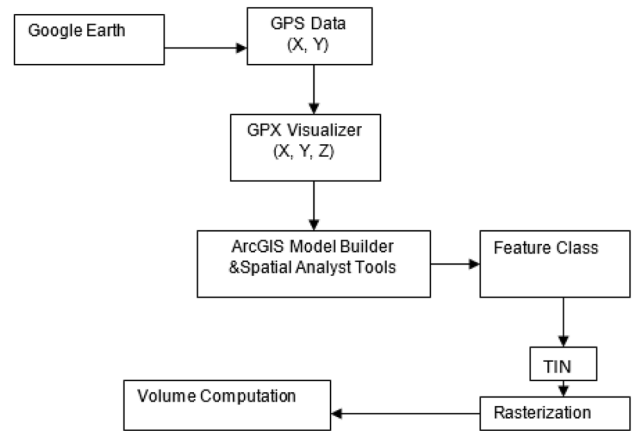 Google Earth
GPS Data
(X, Y)
GPX Visualizer
(X, Y, Z)
ArcGIS Model Builder
&Spatial Analyst Tools
Feature Class
TIN
Rasterization
Volume Computation